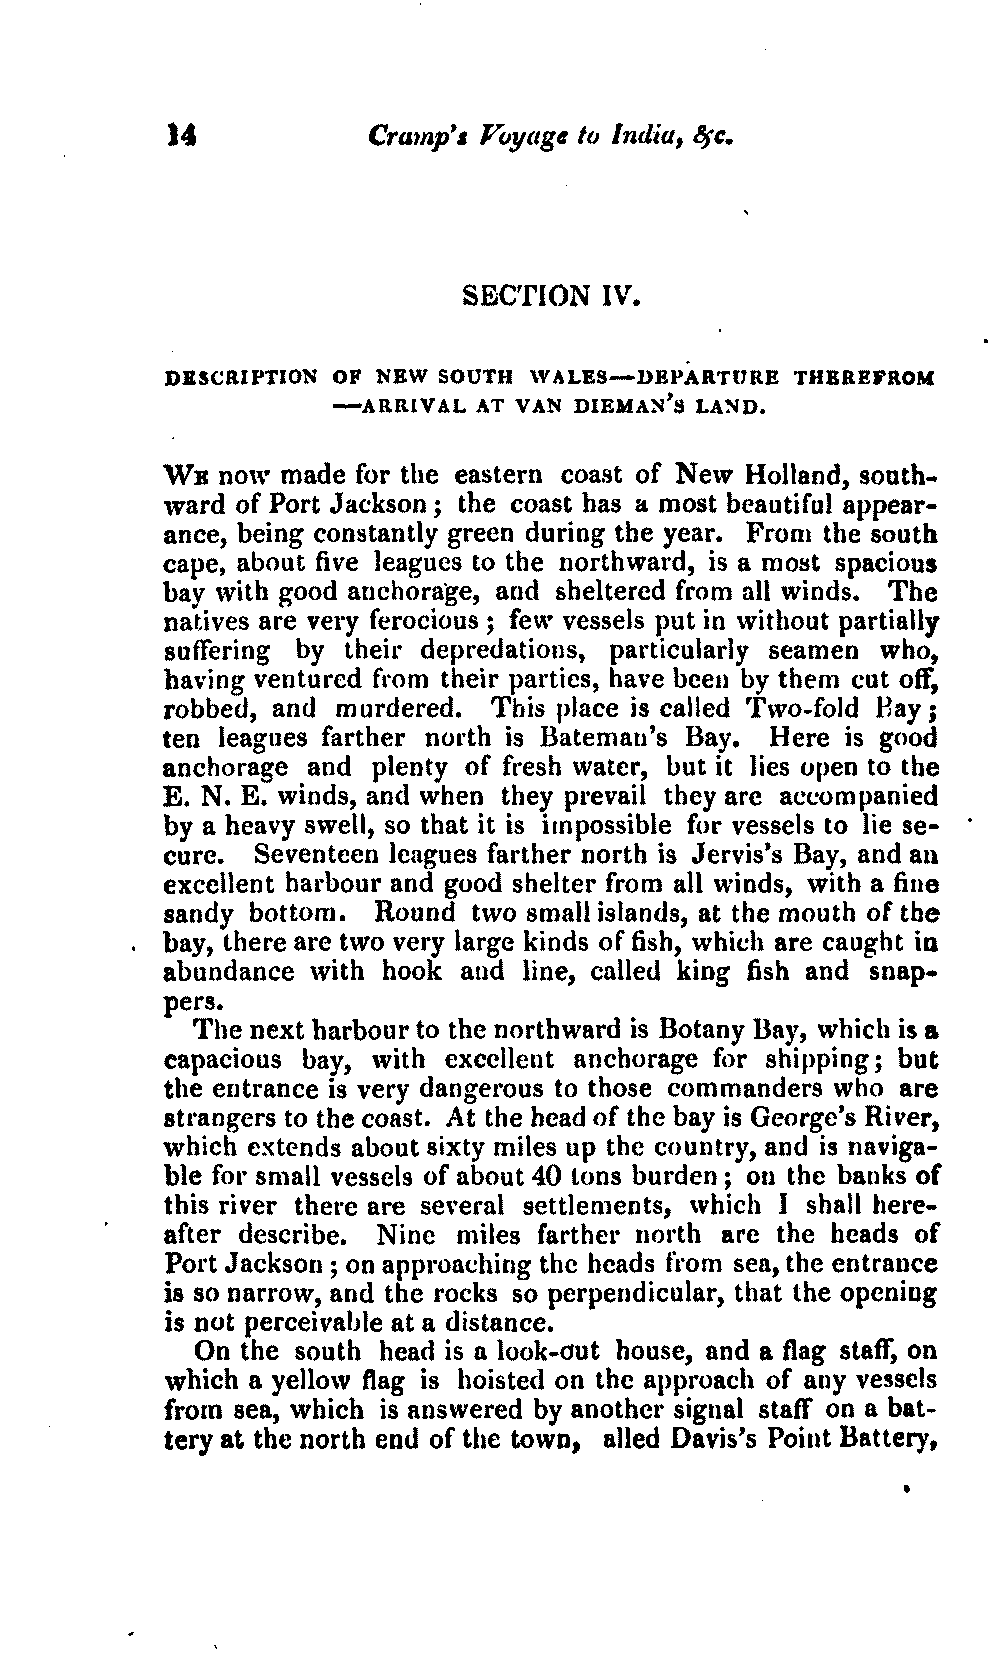 14 Cramp's Voyage to India, &c.
SECTION IV.
DESCRIPTION OF NEW SOUTH WALES—DEPARTURE THEREFROM
—ARRIVAL AT VAN DIEMAN'S LAND.
WE now made for the eastern coast of New Holland, south-
ward of Port Jackson; the coast has a most beautiful appear-
ance, being constantly green during the year. From the south
cape, about five leagues to the northward, is a most spacious
bay with good anchorage, and sheltered from all winds. The
natives are very ferocious; few vessels put in without partially
suffering by their depredations, particularly seamen who,
having ventured from their parties, have been by them cut off,
robbed, and murdered. This place is called Two-fold Bay;
ten leagues farther north is Bateman's Bay. Here is good
anchorage and plenty of fresh water, but it lies open to the
E. N. E. winds, and when they prevail they are accompanied
by a heavy swell, so that it is impossible for vessels to lie se-
cure. Seventeen leagues farther north is Jervis's Bay, and an
excellent harbour and good shelter from all winds, with a fine
sandy bottom. Round two small islands, at the mouth of the
bay, there are two very large kinds of fish, which are caught in
abundance with hook and line, called king fish and snap-
pers.
The next harbour to the northward is Botany Bay, which is a
capacious bay, with excellent anchorage for shipping; but
the entrance is very dangerous to those commanders who are
strangers to the coast. At the head of the bay is George's River,
which extends about sixty miles up the country, and is naviga-
ble for small vessels of about 40 tons burden; on the banks of
this river there are several settlements, which I shall here-
after describe. Nine miles farther north are the heads of
Port Jackson; on approaching the heads from sea, the entrance
is so narrow, and the rocks so perpendicular, that the opening
is not perceivable at a distance.
On the south head is a look-out house, and a flag staff, on
which a yellow flag is hoisted on the approach of any vessels
from sea, which is answered by another signal staff on a bat-
tery at the north end of the town, alled Davis's Point Battery,